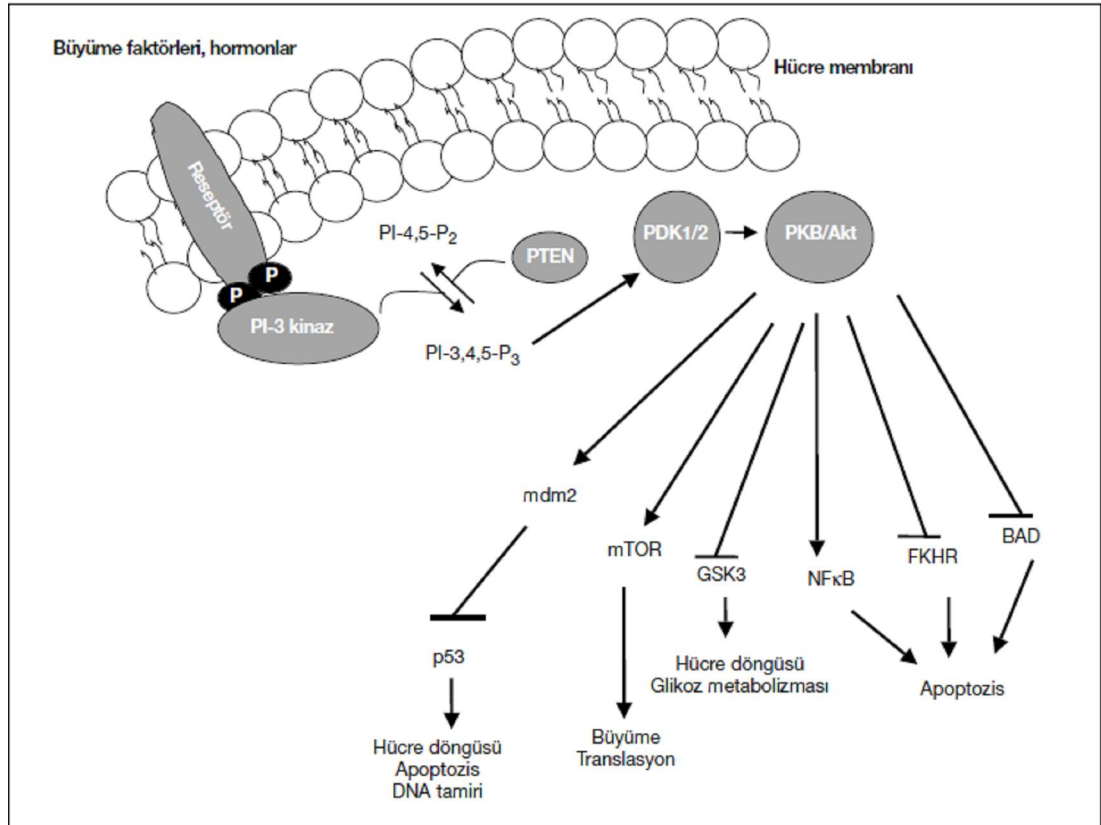 Büyüme faktörleri, hormonlar
Hücre membranı
Reseptör
P
P
PI-3 kinaz
PI-4,5-P2
PTEN
PI-3,4,5-P3
PDK1/2
PKB/Akt
mdm2
mTOR
GSK3
NFκB
FKHR
BAD
p53
Hücre döngüsü
Apoptozis
DNA tamiri
Büyüme
Translasyon
Hücre döngüsü
Glikoz metabolizması
Apoptozis